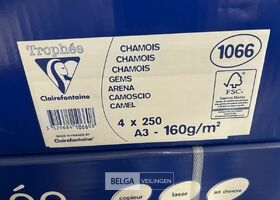 Trophée
Clairefontaine
CHAMOIS
CHAMOIS
CHAMOIS
GEMS
ARENA
CAMOSCIO
CAMEL
1066
FSC
4 x 250
A3 - 160g/m²
MADE IN FRANCE BY
Clairefontaine
BELGA VEILINGEN
copieur
laser
jet d'encre